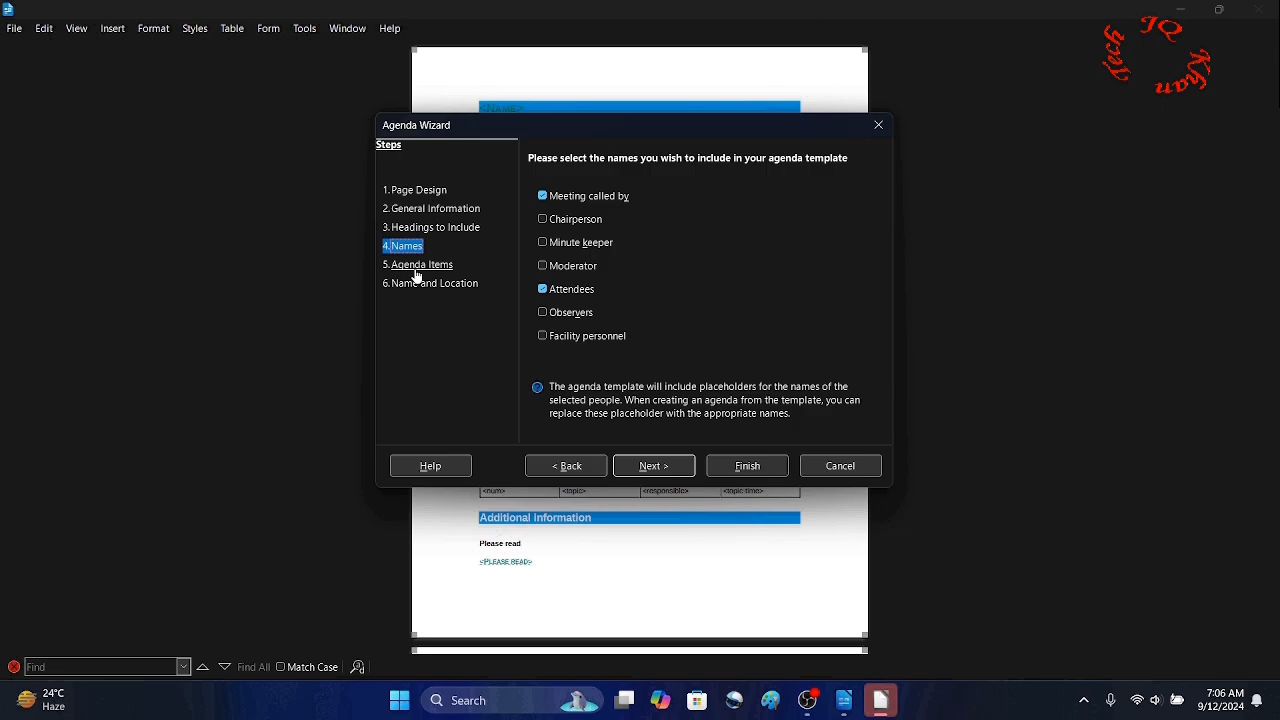 File Edit View Insert Format Styles Table Form Tools Window Help
Tech
IQ
Khan
<NAME>
Agenda Wizard
Steps
Please select the names you wish to include in your agenda template
1.Page Design
2.General Information
3.Headings to Include
4.Names
5.Agenda Items
6.Name and Location
Meeting called by
Chairperson
Minute keeper
Moderator
Attendees
Observers
Facility personnel
The agenda template will include placeholders for the names of the
selected people. When creating an agenda from the template, you can
replace these placeholder with the appropriate names.
Help < Back Next > Finish Cancel
<num> <topic> <responsible> <topic-time>
Additional Information
Please read
<PLEASE READ>
Find Find All Match Case
24°C
Haze
Search
7:06 AM
9/12/2024